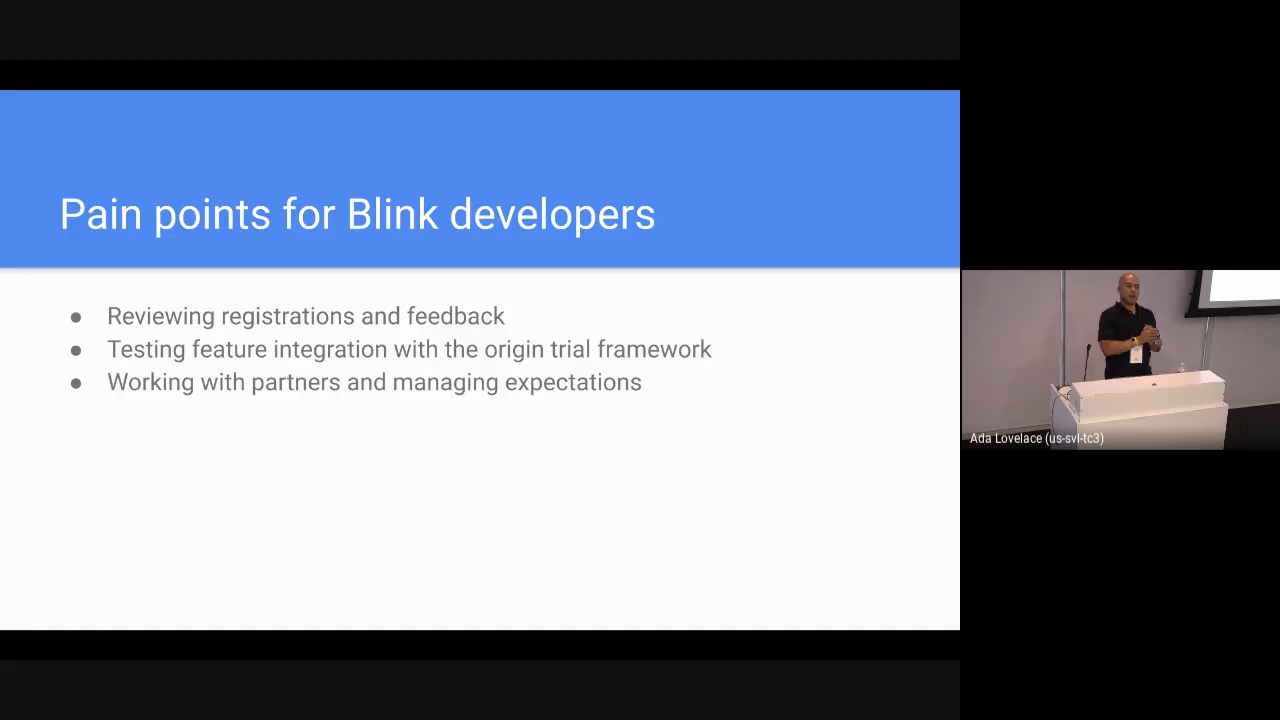 Pain points for Blink developers
● Reviewing registrations and feedback
● Testing feature integration with the origin trial framework
● Working with partners and managing expectations
Ada Lovelace (us-svl-tc3)